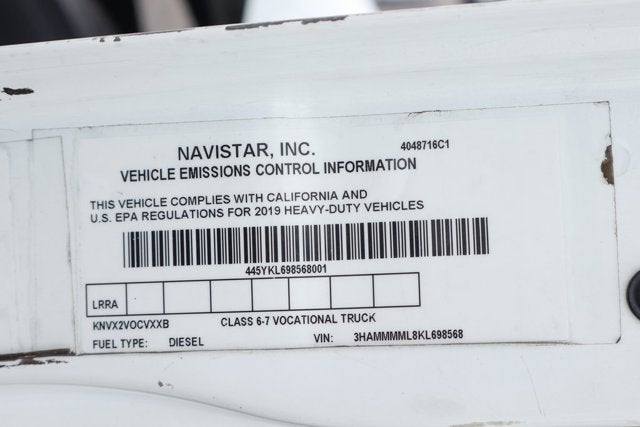 NAVISTAR, INC. 4048716C1
VEHICLE EMISSIONS CONTROL INFORMATION
THIS VEHICLE COMPLIES WITH CALIFORNIA AND
U.S. EPA REGULATIONS FOR 2019 HEAVY-DUTY VEHICLES
445YKL698568001
LRRA
KNVX2VOCVXXB CLASS 6-7 VOCATIONAL TRUCK
FUEL TYPE: DIESEL VIN: 3HAMMMML8KL698568